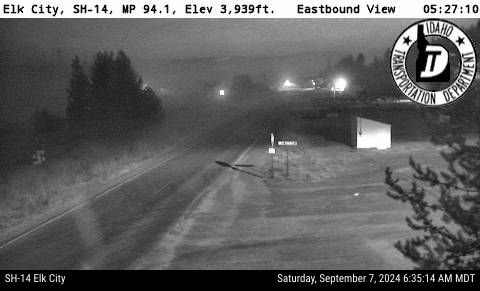 Elk City, SH-14, MP 94.1, Elev 3,939ft. Eastbound View 05:27:10
IDAHO
TRANSPORTATION DEPARTMENT
SH-14 Elk City Saturday, September 7, 2024 6:35:14 AM MDT